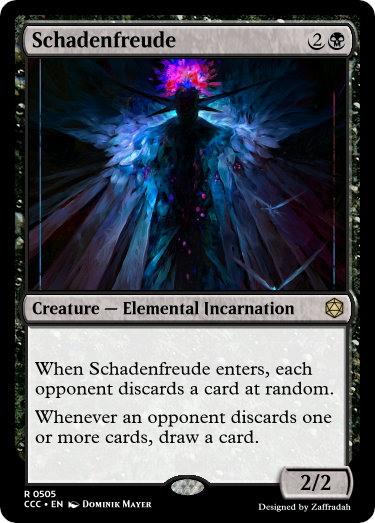 Schadenfreude 2
Creature — Elemental Incarnation
When Schadenfreude enters, each
opponent discards a card at random.
Whenever an opponent discards one
or more cards, draw a card.
2/2
R 0505
CCC • EN Dominik Mayer
Designed by Zaffradah